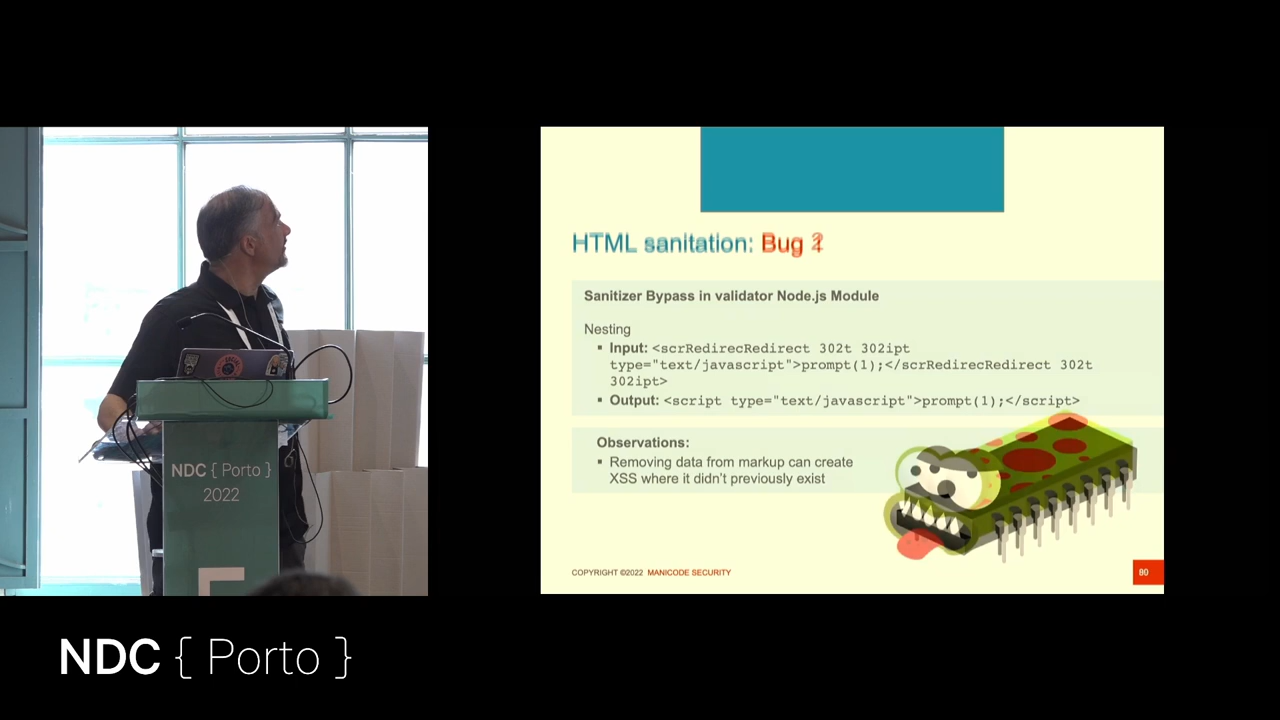 HTML sanitation: Bug
Sanitizer Bypass in validator Node.js Module
Nesting
▪ Input: <scrRedirecRedirect 302t 302ipt
type="text/javascript">prompt(1);</scrRedirecRedirect 302t
302ipt>
▪ Output: <script type="text/javascript">prompt(1);</script>
Observations:
▪ Removing data from markup can create
XSS where it didn't previously exist
COPYRIGHT ©2022 MANICODE SECURITY
NDC { Porto }
2022
NDC { Porto }